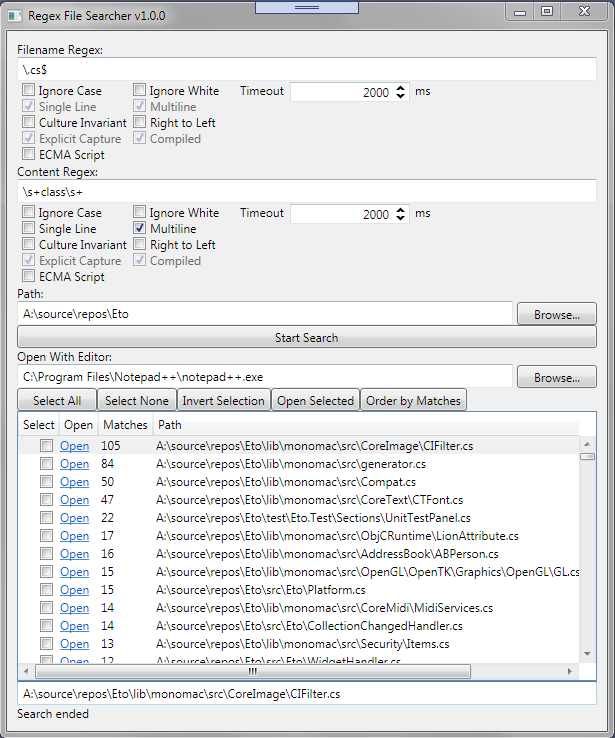 Regex File Searcher v1.0.0
Filename Regex:
\.cs$
Ignore Case Ignore White Timeout 2000 ms
Single Line Multiline
Culture Invariant Right to Left
Explicit Capture Compiled
ECMA Script
Content Regex:
\s+class\s+
Ignore Case Ignore White Timeout 2000 ms
Single Line Multiline
Culture Invariant Right to Left
Explicit Capture Compiled
ECMA Script
Path:
A:\source\repos\Eto Browse...
Start Search
Open With Editor:
C:\Program Files\Notepad++\notepad++.exe Browse...
Select All Select None Invert Selection Open Selected Order by Matches
Select Open Matches Path
Open 105 A:\source\repos\Eto\lib\monomac\src\CoreImage\CIFilter.cs
Open 84 A:\source\repos\Eto\lib\monomac\src\generator.cs
Open 50 A:\source\repos\Eto\lib\monomac\src\Compat.cs
Open 47 A:\source\repos\Eto\lib\monomac\src\CoreText\CTFont.cs
Open 22 A:\source\repos\Eto\test\Eto.Test\Sections\UnitTestPanel.cs
Open 17 A:\source\repos\Eto\lib\monomac\src\ObjCRuntime\LionAttribute.cs
Open 16 A:\source\repos\Eto\lib\monomac\src\AddressBook\ABPerson.cs
Open 15 A:\source\repos\Eto\lib\monomac\src\OpenGL\OpenTK\Graphics\OpenGL\GL.cs
Open 15 A:\source\repos\Eto\src\Eto\Platform.cs
Open 14 A:\source\repos\Eto\lib\monomac\src\CoreMidi\MidiServices.cs
Open 14 A:\source\repos\Eto\src\Eto\CollectionChangedHandler.cs
Open 13 A:\source\repos\Eto\lib\monomac\src\Security\Items.cs
Open 12 A:\source\repos\Eto\src\Eto\WidgetHandler.cs
A:\source\repos\Eto\lib\monomac\src\CoreImage\CIFilter.cs
Search ended